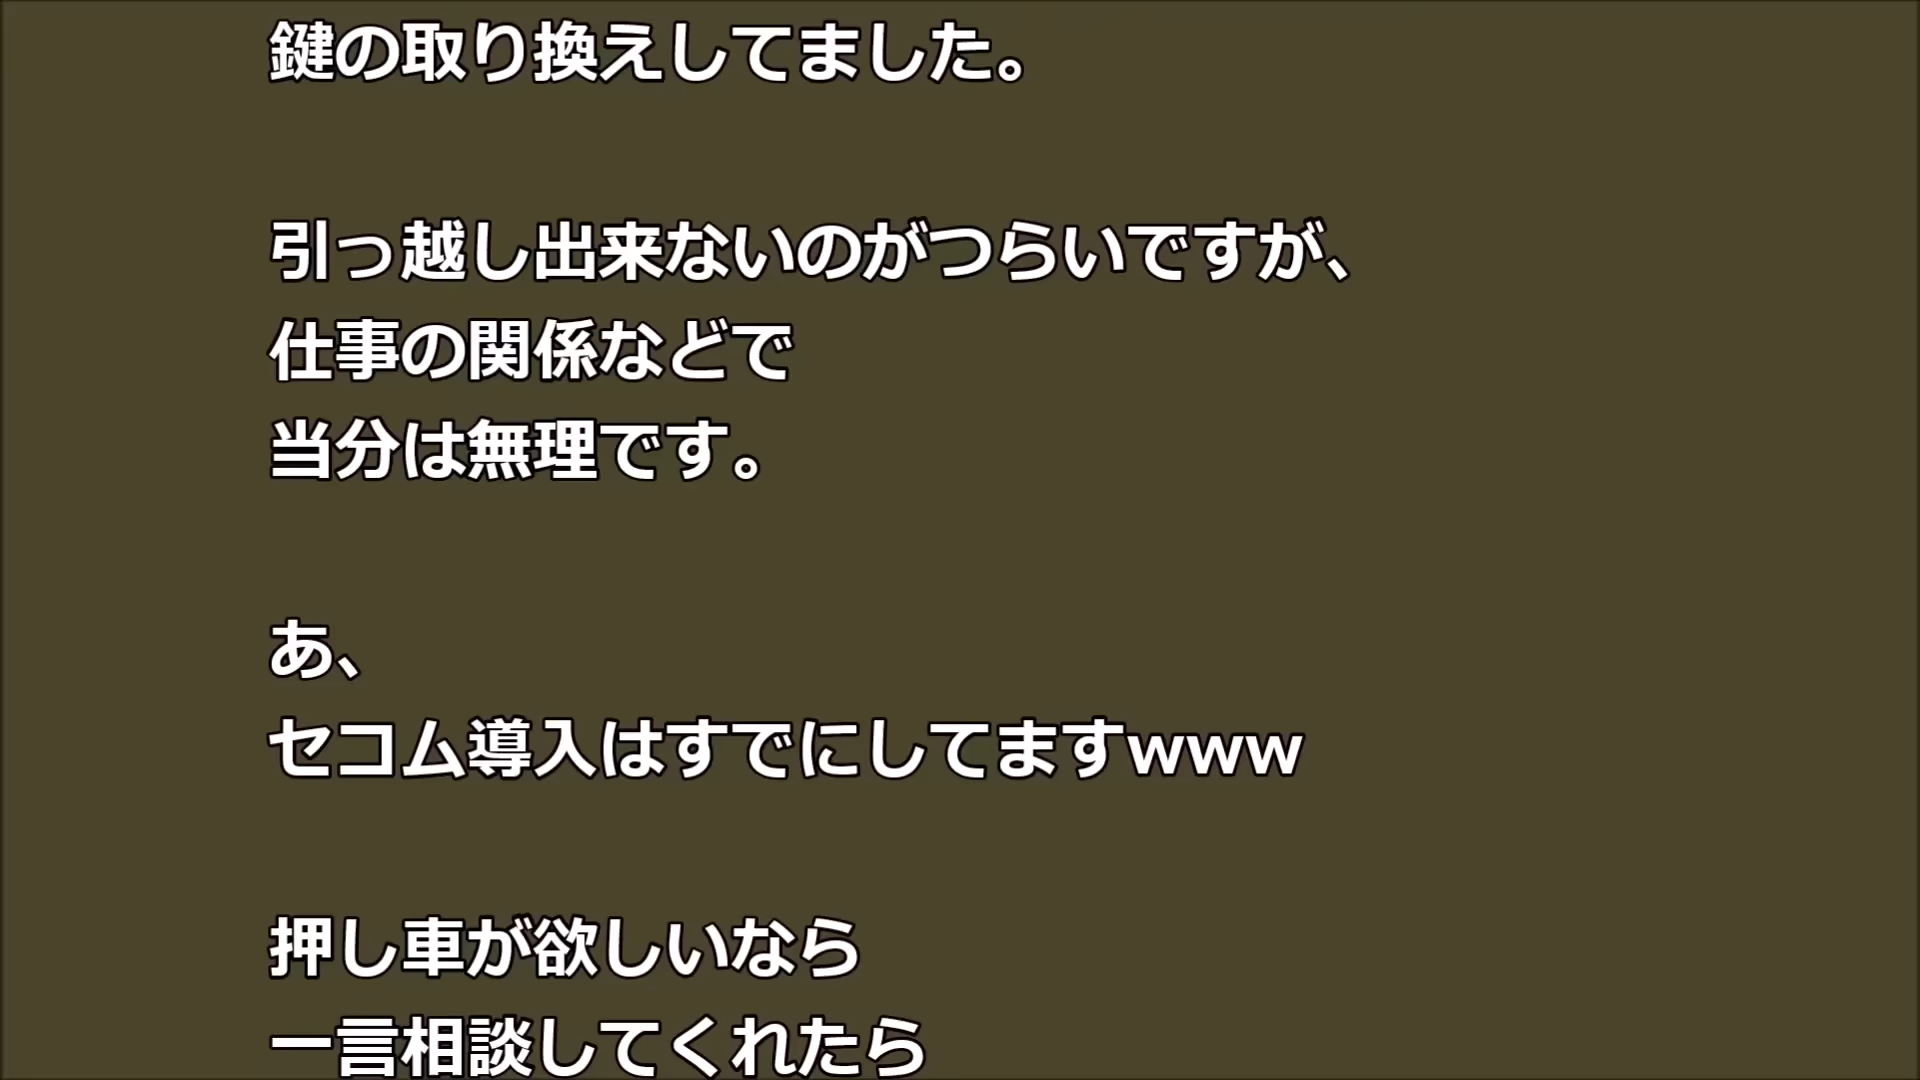 鍵の取り換えしてました。
引っ越し出来ないのがつらいですが、
仕事の関係などで
当分は無理です。
あ、
セコム導入はすでにしてますwww
押し車が欲しいなら
一言相談してくれたら